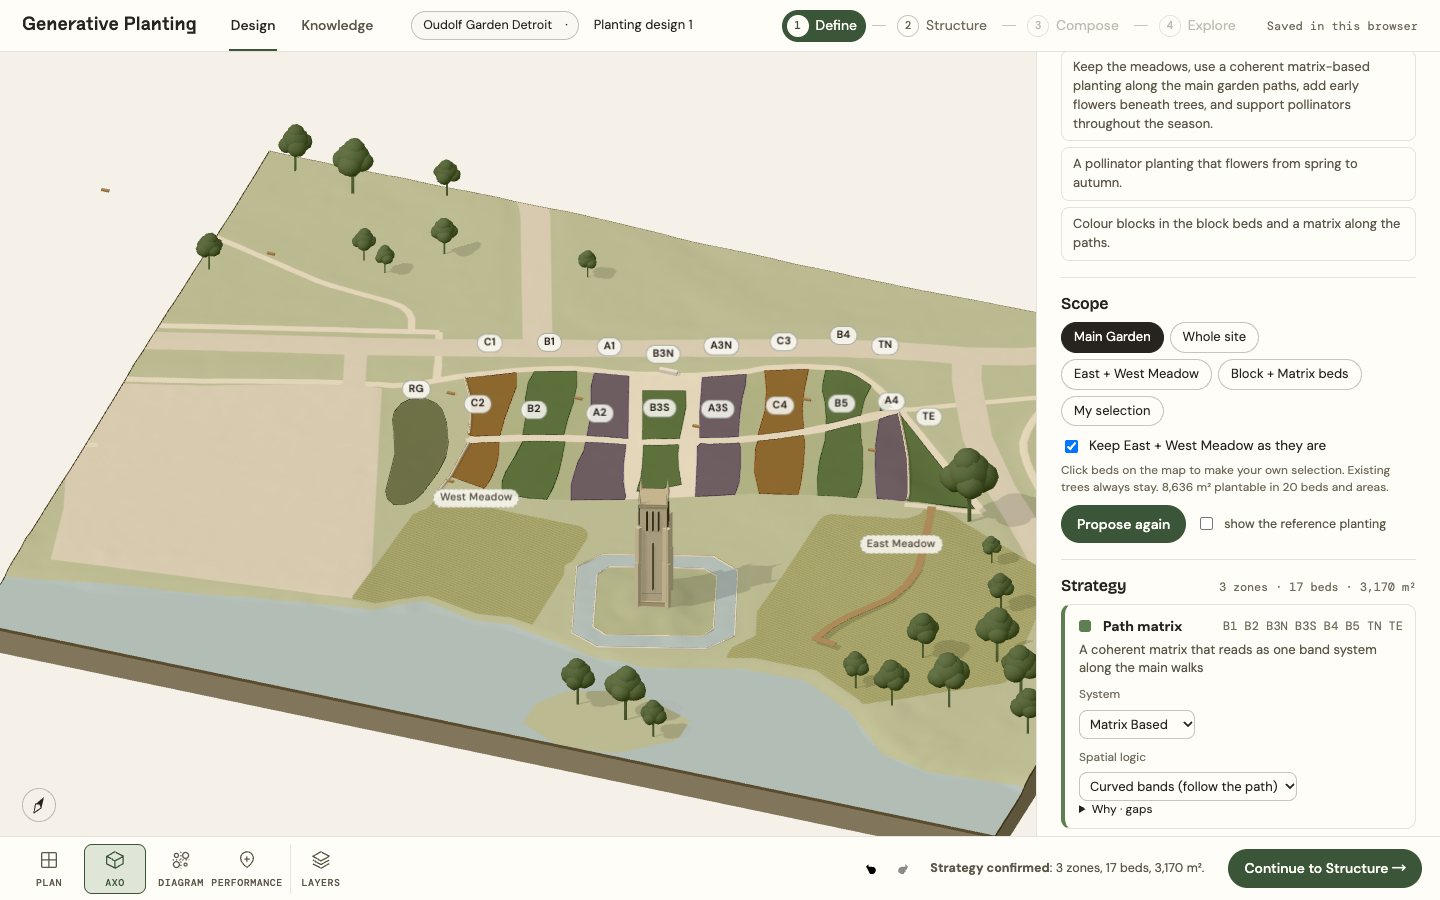 Generative Planting
Design
Knowledge
Oudolf Garden Detroit ·
Planting design 1
1 Define
2 Structure
3 Compose
4 Explore
Saved in this browser
Keep the meadows, use a coherent matrix-based
planting along the main garden paths, add early
flowers beneath trees, and support pollinators
throughout the season.
A pollinator planting that flowers from spring to
autumn.
Colour blocks in the block beds and a matrix along the
paths.
Scope
Main Garden
Whole site
East + West Meadow
Block + Matrix beds
My selection
Keep East + West Meadow as they are
Click beds on the map to make your own selection. Existing
trees always stay. 8,636 m² plantable in 20 beds and areas.
Propose again
show the reference planting
Strategy
3 zones · 17 beds · 3,170 m²
Path matrix
B1 B2 B3N B3S B4 B5 TN TE
A coherent matrix that reads as one band system
along the main walks
System
Matrix Based
Spatial logic
Curved bands (follow the path)
Why · gaps
C1
B1
A1
B3N
A3N
C3
B4
TN
RG
C2
B2
A2
B3S
A3S
C4
B5
A4
TE
West Meadow
East Meadow
PLAN
AXO
DIAGRAM
PERFORMANCE
LAYERS
Strategy confirmed: 3 zones, 17 beds, 3,170 m².
Continue to Structure →